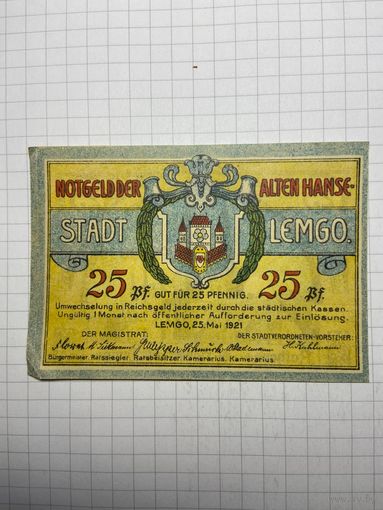 NOTGELD DER ALTEN HANSE-
STADT LEMGO.
25 Pf. GUT FÜR 25 PFENNIG. 25 Pf.
Umwechselung in Reichsgeld jederzeit durch die städtischen Kassen.
Ungültig 1 Monat nach öffentlicher Aufforderung zur Einlösung.
LEMGO, 25. Mai 1921
DER MAGISTRAT: DER STADTVERORDNETEN-VORSTEHER:
H. Kuhlmann
Bürgermeister. Ratssiegler. Ratsbeisitzer. Kämerarius. Kamerarius.